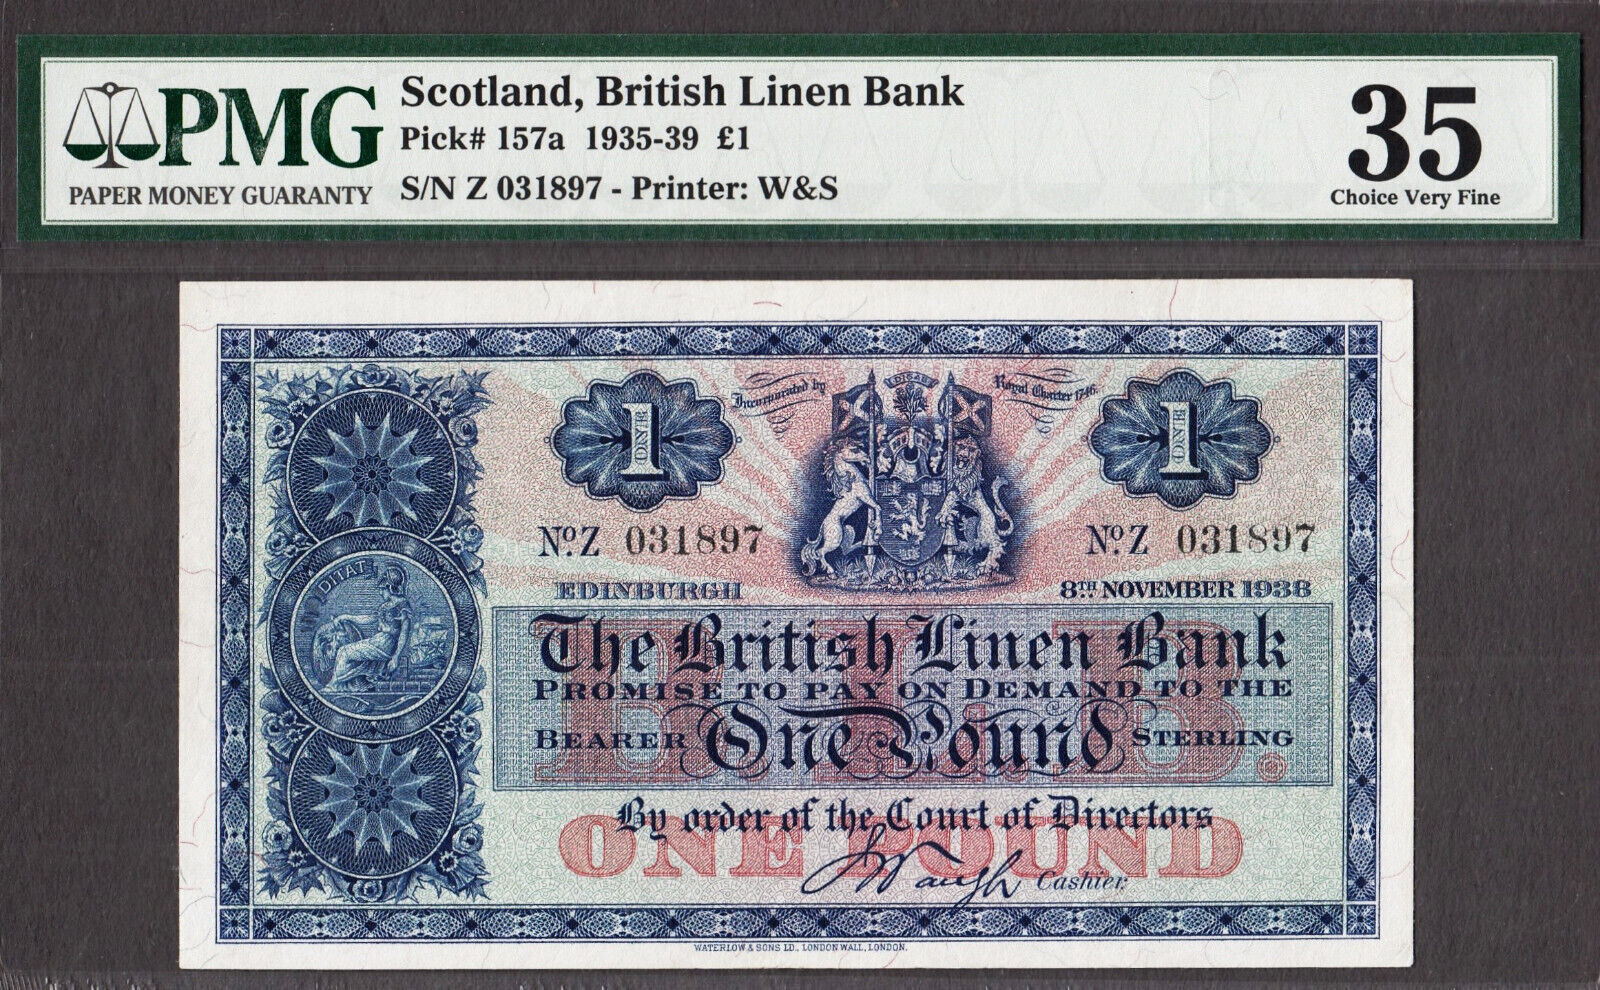 PMG
PAPER MONEY GUARANTY
Scotland, British Linen Bank
Pick# 157a 1935-39 £1
S/N Z 031897 - Printer: W&S
35
Choice Very Fine
Incorporated by
Royal Charter 1746.
1
ONE
1
ONE
Nº. Z 031897
Nº. Z 031897
DITAT
EDINBURGH
8TH NOVEMBER 1938
The British Linen Bank
PROMISE TO PAY ON DEMAND TO THE
BEARER One Pound STERLING
B.L.B.
By order of the Court of Directors
ONE POUND
Cashier.
WATERLOW & SONS LD., LONDON WALL, LONDON.